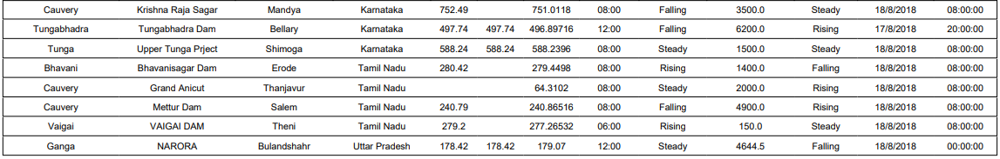 Cauvery Krishna Raja Sagar Mandya Karnataka 752.49 751.0118 08:00 Falling 3500.0 Steady 18/8/2018 08:00:00
Tungabhadra Tungabhadra Dam Bellary Karnataka 497.74 497.74 496.89716 12:00 Falling 6200.0 Rising 17/8/2018 20:00:00
Tunga Upper Tunga Prject Shimoga Karnataka 588.24 588.24 588.2396 08:00 Steady 1500.0 Steady 18/8/2018 08:00:00
Bhavani Bhavanisagar Dam Erode Tamil Nadu 280.42 279.4498 08:00 Rising 1400.0 Falling 18/8/2018 08:00:00
Cauvery Grand Anicut Thanjavur Tamil Nadu 64.3102 08:00 Steady 2000.0 Rising 18/8/2018 08:00:00
Cauvery Mettur Dam Salem Tamil Nadu 240.79 240.86516 08:00 Falling 4900.0 Rising 18/8/2018 08:00:00
Vaigai VAIGAI DAM Theni Tamil Nadu 279.2 277.26532 06:00 Rising 150.0 Steady 18/8/2018 08:00:00
Ganga NARORA Bulandshahr Uttar Pradesh 178.42 178.42 179.07 12:00 Steady 4644.5 Falling 18/8/2018 00:00:00